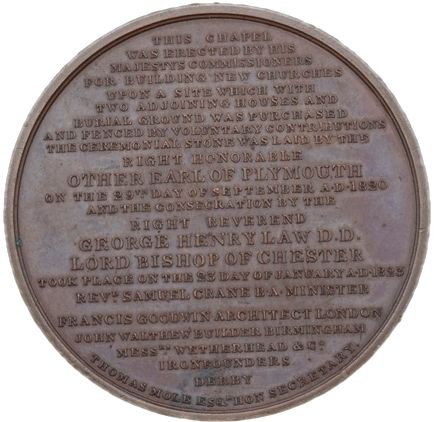 THIS CHAPEL
WAS ERECTED BY HIS
MAJESTYS COMMISSIONERS
FOR BUILDING NEW CHURCHES
UPON A SITE WHICH WITH
TWO ADJOINING HOUSES AND
BURIAL GROUND WAS PURCHASED
AND FENCED BY VOLUNTARY CONTRIBUTIONS
THE CEREMONIAL STONE WAS LAID BY THE
RIGHT HONORABLE
OTHER EARL OF PLYMOUTH
ON THE 29TH DAY OF SEPTEMBER A·D·1820
AND THE CONSECRATION BY THE
RIGHT REVEREND
GEORGE HENRY LAW D.D.
LORD BISHOP OF CHESTER
TOOK PLACE ON THE 23 DAY OF JANUARY A·D·1823
REVD SAMUEL CRANE B·A· MINISTER
FRANCIS GOODWIN ARCHITECT LONDON
JOHN WALTHEW BUILDER BIRMINGHAM
MESSRS WETHERHEAD & CO
IRONFOUNDERS
DERBY
THOMAS MOLE ESQR HON SECRETARY.